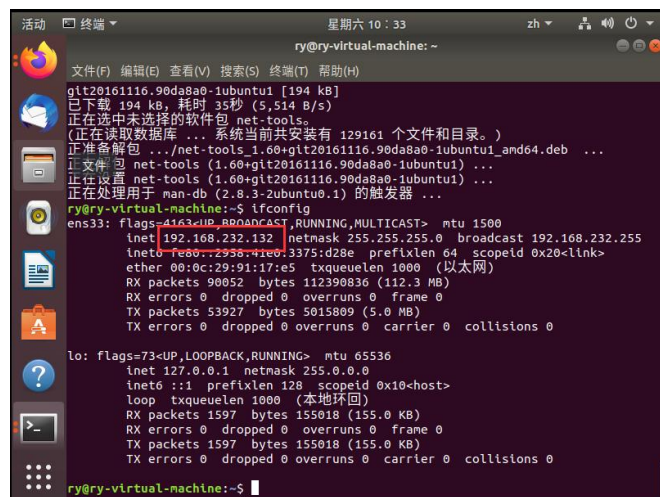 活动 终端 星期六 10：33 zh
ry@ry-virtual-machine: ~
文件(F) 编辑(E) 查看(V) 搜索(S) 终端(T) 帮助(H)
git20161116.90da8a0-1ubuntu1 [194 kB]
已下载 194 kB，耗时 35秒 (5,514 B/s)
正在选中未选择的软件包 net-tools。
(正在读取数据库 ... 系统当前共安装有 129161 个文件和目录。)
正准备解包 .../net-tools_1.60+git20161116.90da8a0-1ubuntu1_amd64.deb ...
文件 包 net-tools (1.60+git20161116.90da8a0-1ubuntu1) ...
正在设置 net-tools (1.60+git20161116.90da8a0-1ubuntu1) ...
正在处理用于 man-db (2.8.3-2ubuntu0.1) 的触发器 ...
ry@ry-virtual-machine:~$ ifconfig
ens33: flags=4163<UP,BROADCAST,RUNNING,MULTICAST> mtu 1500
inet 192.168.232.132 netmask 255.255.255.0 broadcast 192.168.232.255
inet6 fe80::2958:41e0:3375:d28e prefixlen 64 scopeid 0x20<link>
ether 00:0c:29:91:17:e5 txqueuelen 1000 (以太网)
RX packets 90052 bytes 112390836 (112.3 MB)
RX errors 0 dropped 0 overruns 0 frame 0
TX packets 53927 bytes 5015809 (5.0 MB)
TX errors 0 dropped 0 overruns 0 carrier 0 collisions 0
lo: flags=73<UP,LOOPBACK,RUNNING> mtu 65536
inet 127.0.0.1 netmask 255.0.0.0
inet6 ::1 prefixlen 128 scopeid 0x10<host>
loop txqueuelen 1000 (本地环回)
RX packets 1597 bytes 155018 (155.0 KB)
RX errors 0 dropped 0 overruns 0 frame 0
TX packets 1597 bytes 155018 (155.0 KB)
TX errors 0 dropped 0 overruns 0 carrier 0 collisions 0
ry@ry-virtual-machine:~$